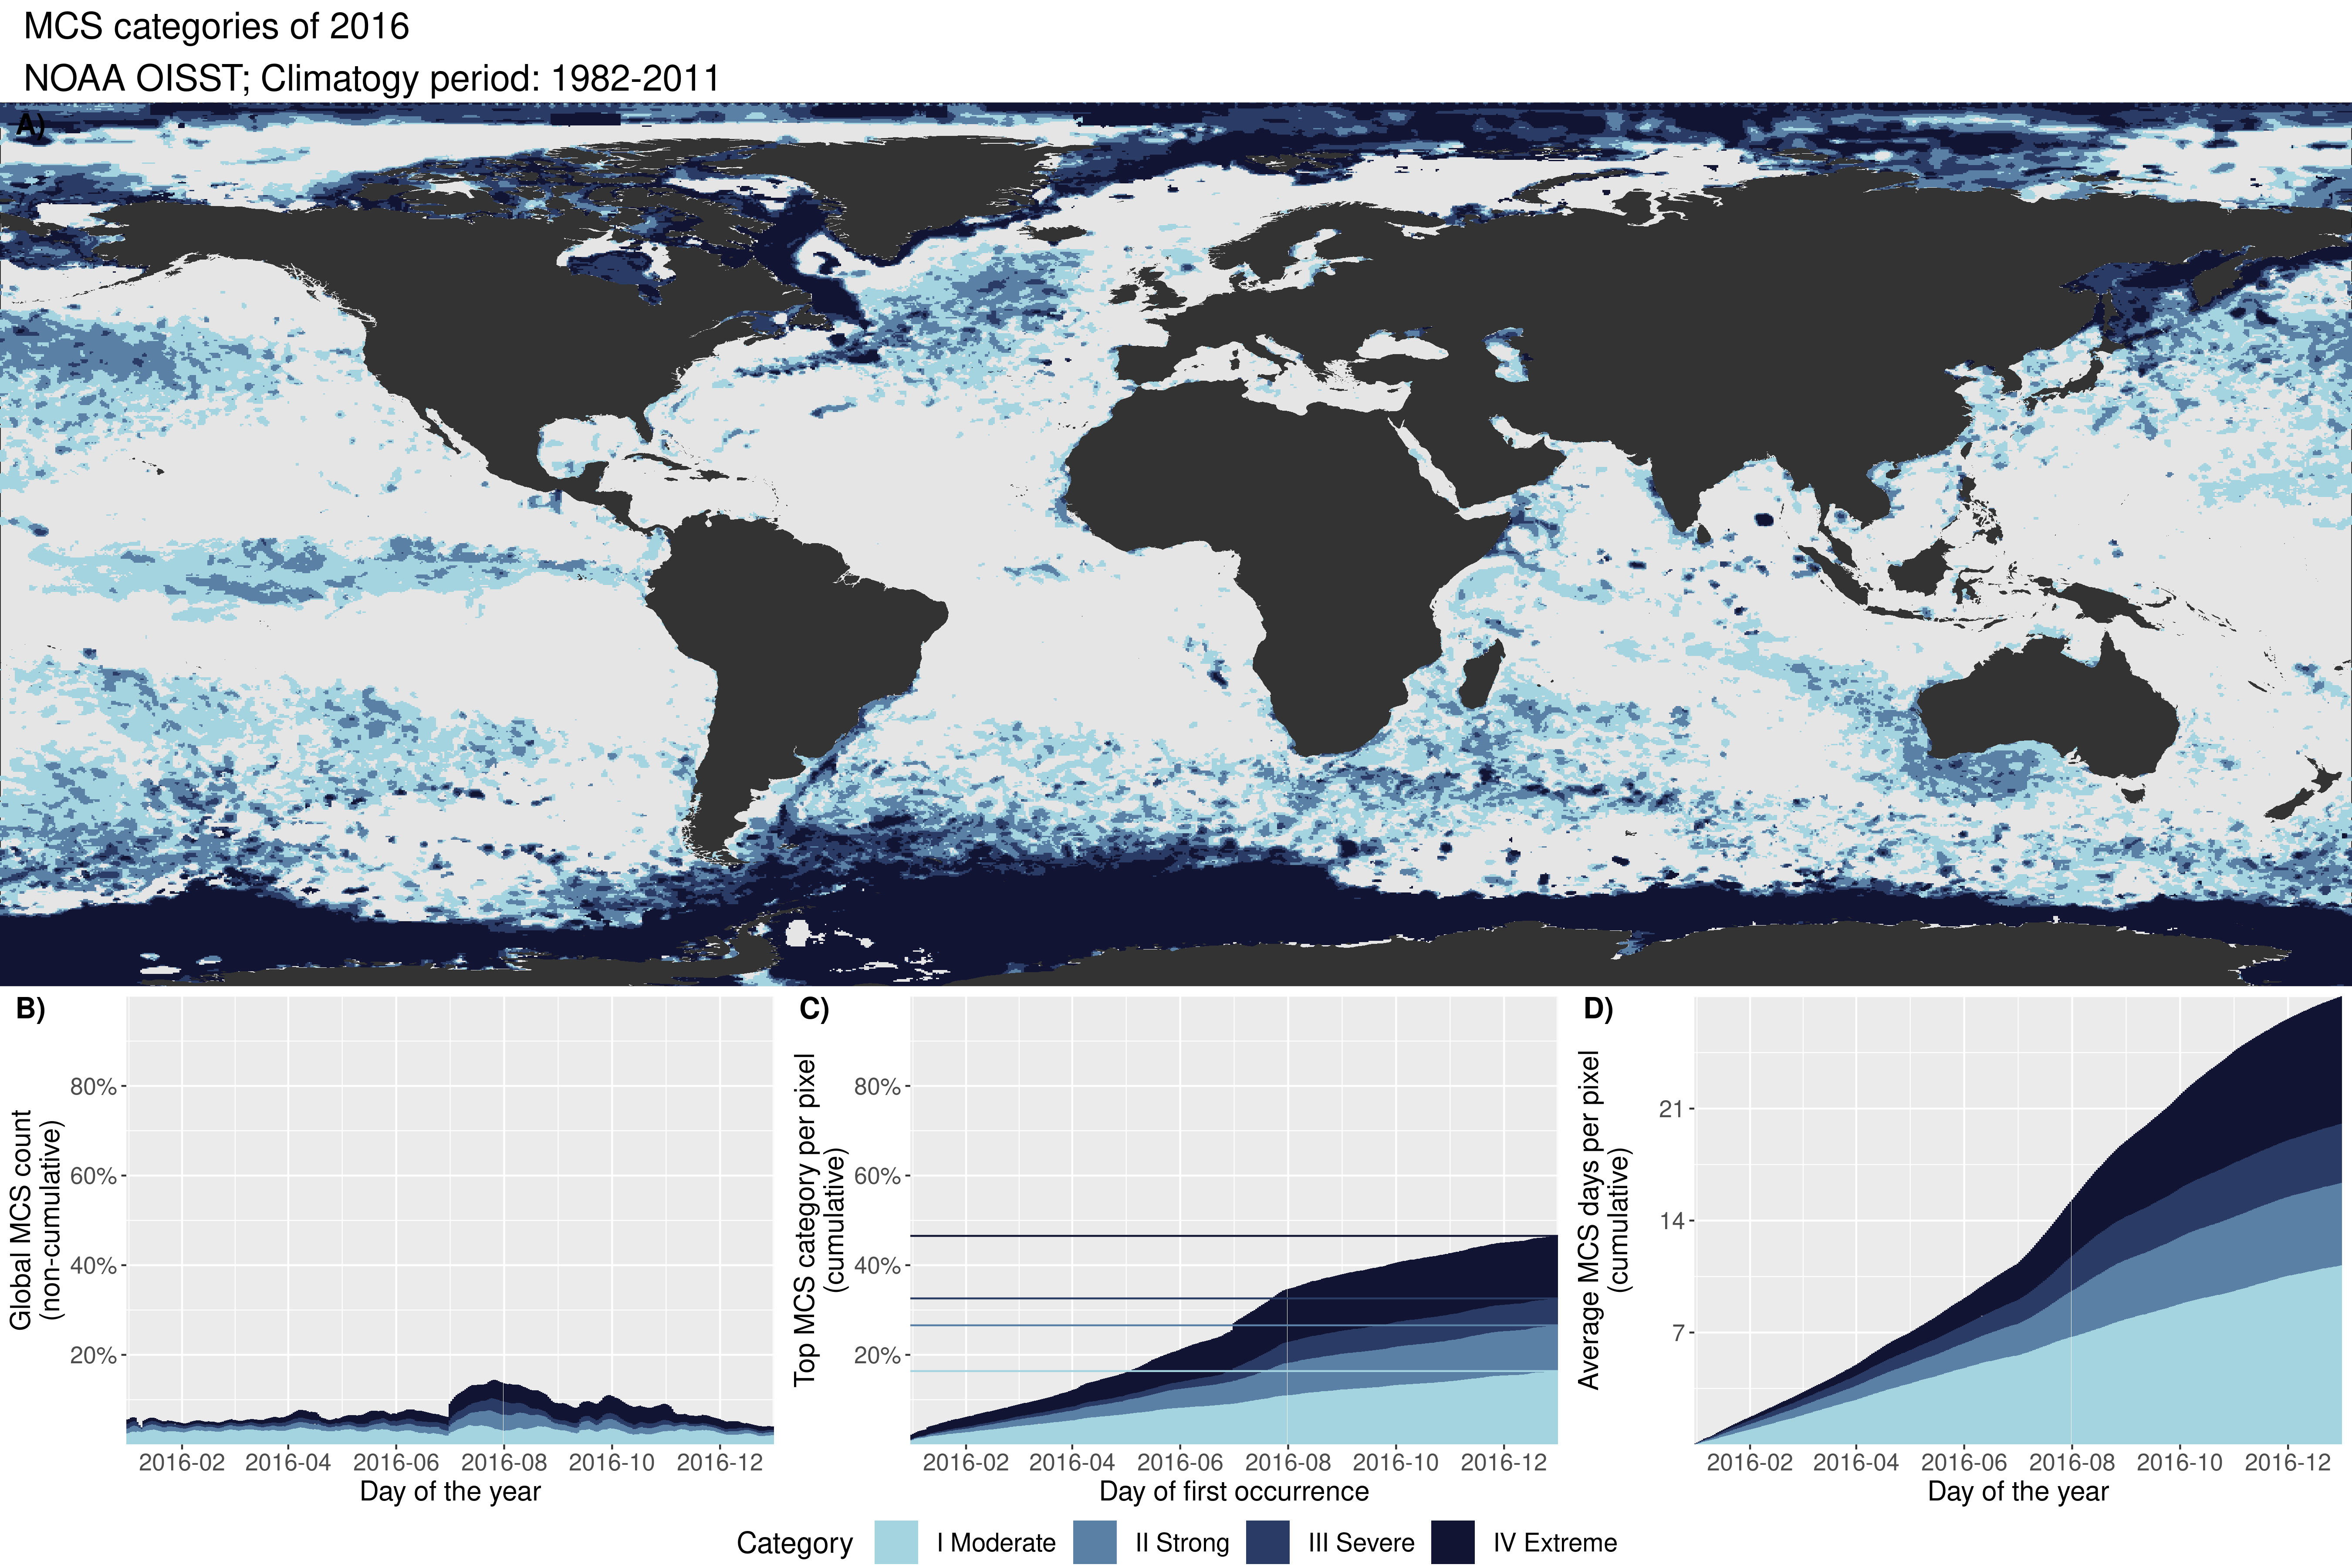 MCS categories of 2016
NOAA OISST; Climatogy period: 1982-2011
A)
B)
Global MCS count
(non-cumulative)
80%
60%
40%
20%
2016-02 2016-04 2016-06 2016-08 2016-10 2016-12
Day of the year
C)
Top MCS category per pixel
(cumulative)
80%
60%
40%
20%
2016-02 2016-04 2016-06 2016-08 2016-10 2016-12
Day of first occurrence
D)
Average MCS days per pixel
(cumulative)
21
14
7
2016-02 2016-04 2016-06 2016-08 2016-10 2016-12
Day of the year
Category I Moderate II Strong III Severe IV Extreme